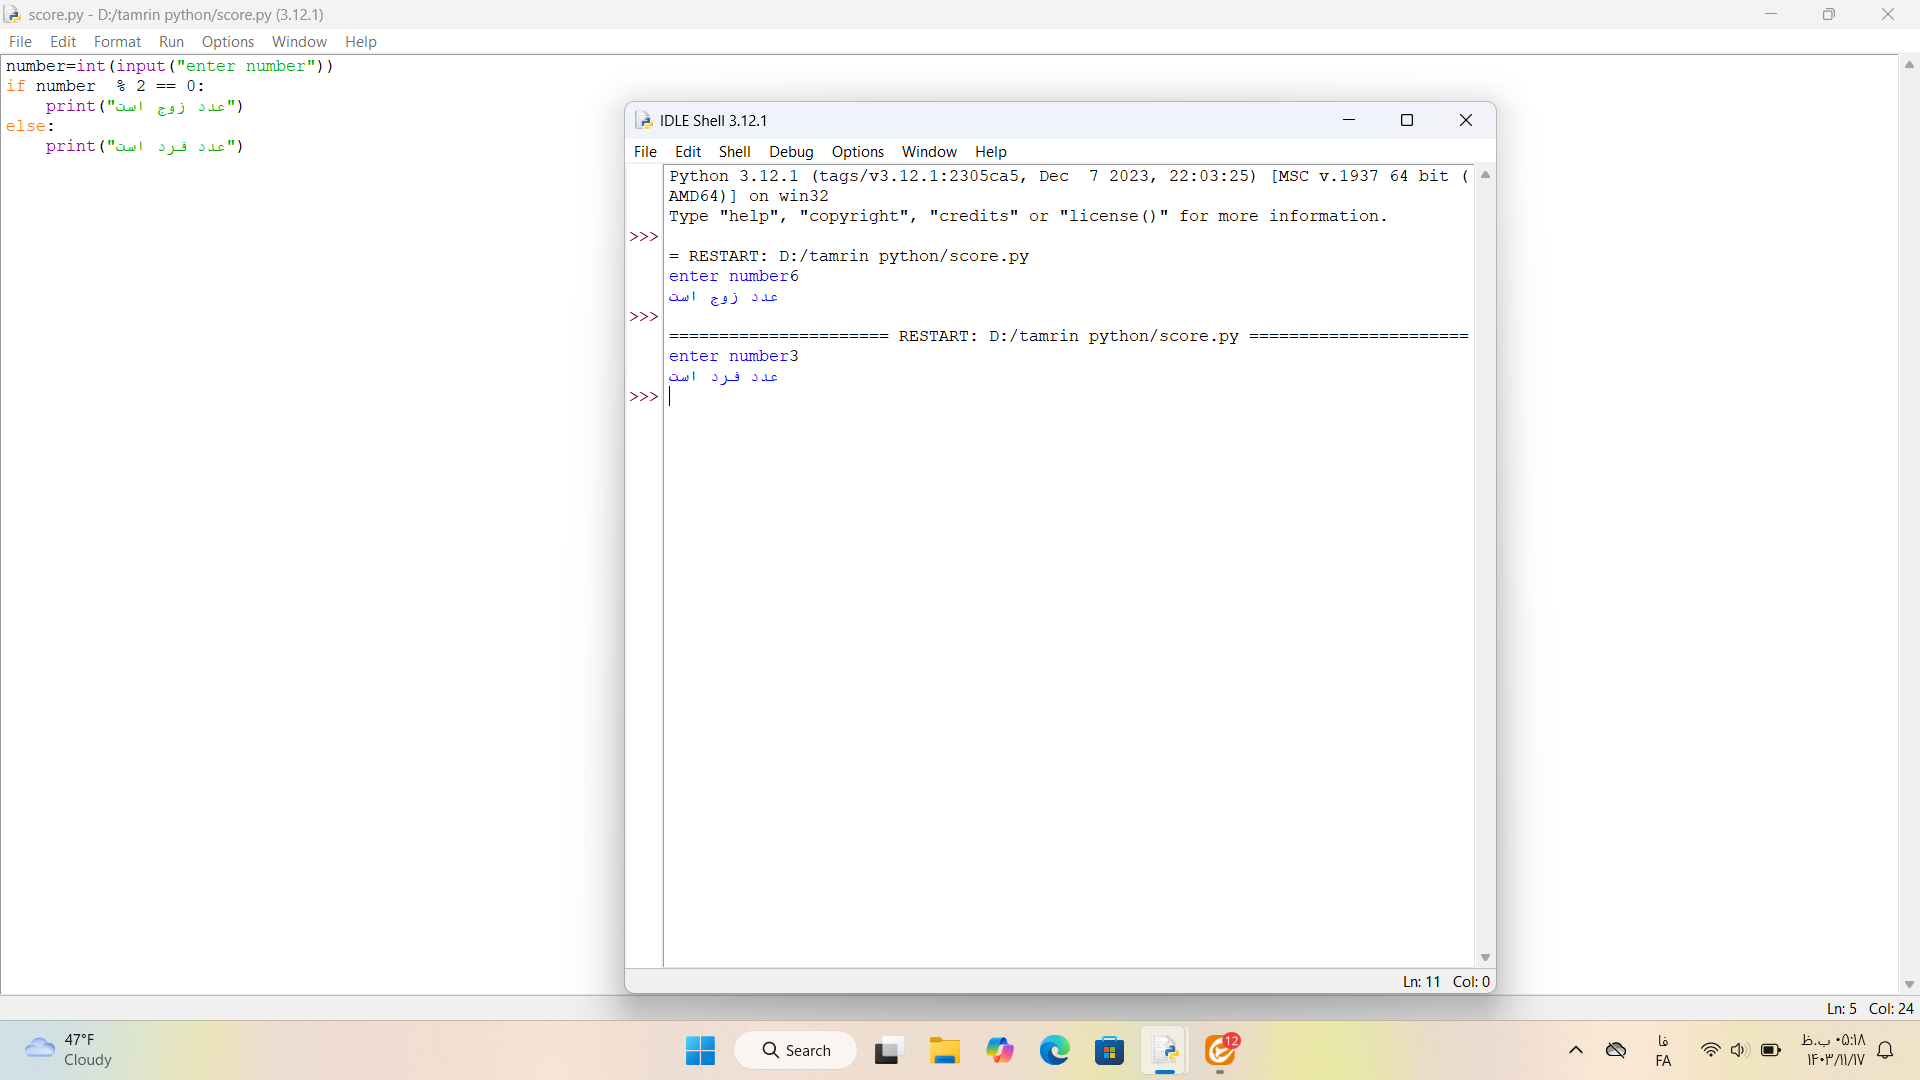 score.py - D:/tamrin python/score.py (3.12.1)
File Edit Format Run Options Window Help
number=int(input("enter number"))
if number  % 2 == 0:
    print("عدد زوج است")
else:
    print("عدد فرد است")
IDLE Shell 3.12.1
File Edit Shell Debug Options Window Help
Python 3.12.1 (tags/v3.12.1:2305ca5, Dec  7 2023, 22:03:25) [MSC v.1937 64 bit (
AMD64)] on win32
Type "help", "copyright", "credits" or "license()" for more information.
>>>
= RESTART: D:/tamrin python/score.py
enter number6
عدد زوج است
>>>
====================== RESTART: D:/tamrin python/score.py ======================
enter number3
عدد فرد است
>>>
Ln: 11 Col: 0
Ln: 5 Col: 24
47°F
Cloudy
Search
12
فا
FA
۰۵:۱۸ ب.ظ
۱۴۰۳/۱۱/۱۷